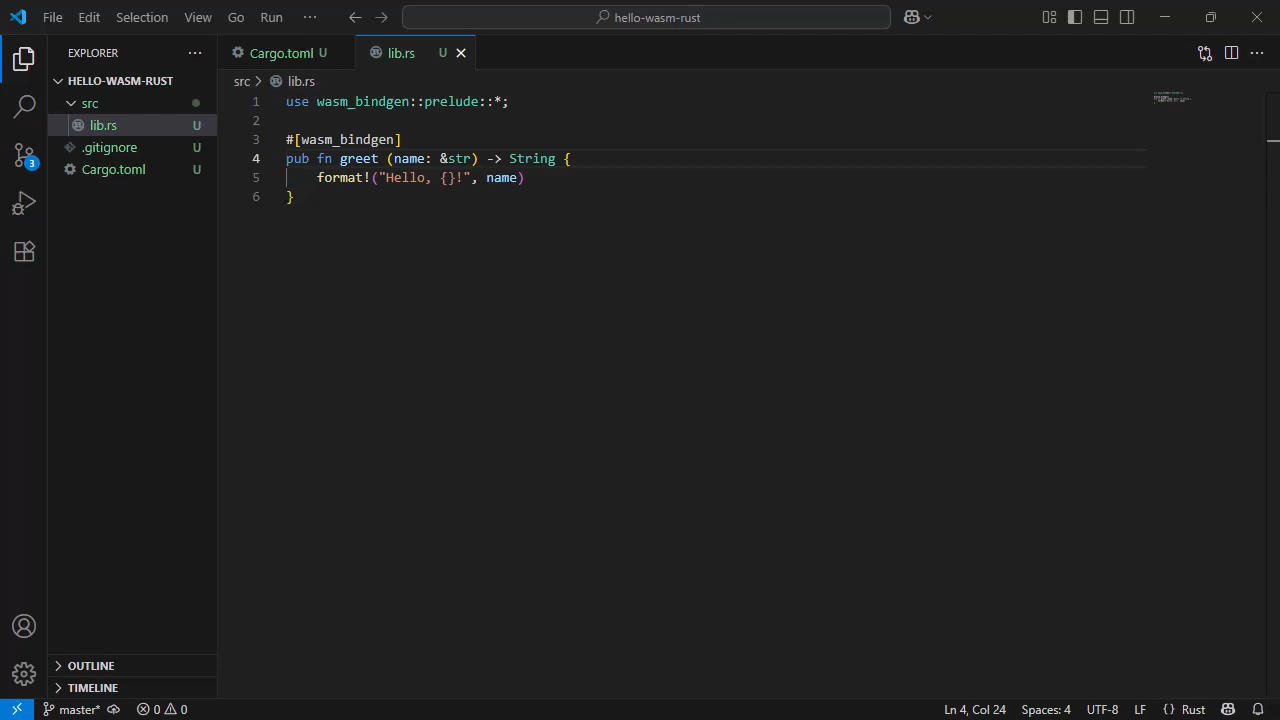 File Edit Selection View Go Run ···
hello-wasm-rust
EXPLORER ···
HELLO-WASM-RUST
src
lib.rs U
.gitignore U
Cargo.toml U
3
OUTLINE
TIMELINE
Cargo.toml U
lib.rs U
src > lib.rs
1 use wasm_bindgen::prelude::*;
2
3 #[wasm_bindgen]
4 pub fn greet (name: &str) -> String {
5 format!("Hello, {}!", name)
6 }
master* 0 0 Ln 4, Col 24 Spaces: 4 UTF-8 LF {} Rust